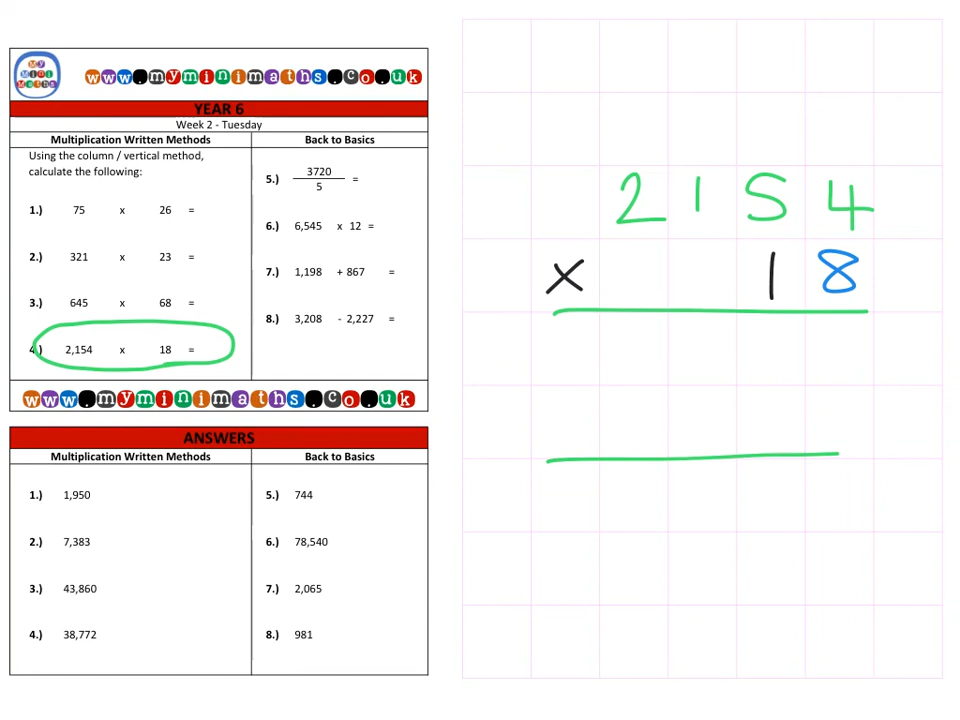 My
Mini
Maths
www.myminimaths.co.uk
YEAR 6
Week 2 - Tuesday
Multiplication Written Methods
Back to Basics
Using the column / vertical method,
calculate the following:
1.) 75 x 26 =
2.) 321 x 23 =
3.) 645 x 68 =
4.) 2,154 x 18 =
5.) 3720
5 =
6.) 6,545 x 12 =
7.) 1,198 + 867 =
8.) 3,208 - 2,227 =
www.myminimaths.co.uk
ANSWERS
Multiplication Written Methods
Back to Basics
1.) 1,950
2.) 7,383
3.) 43,860
4.) 38,772
5.) 744
6.) 78,540
7.) 2,065
8.) 981
2154
x 18